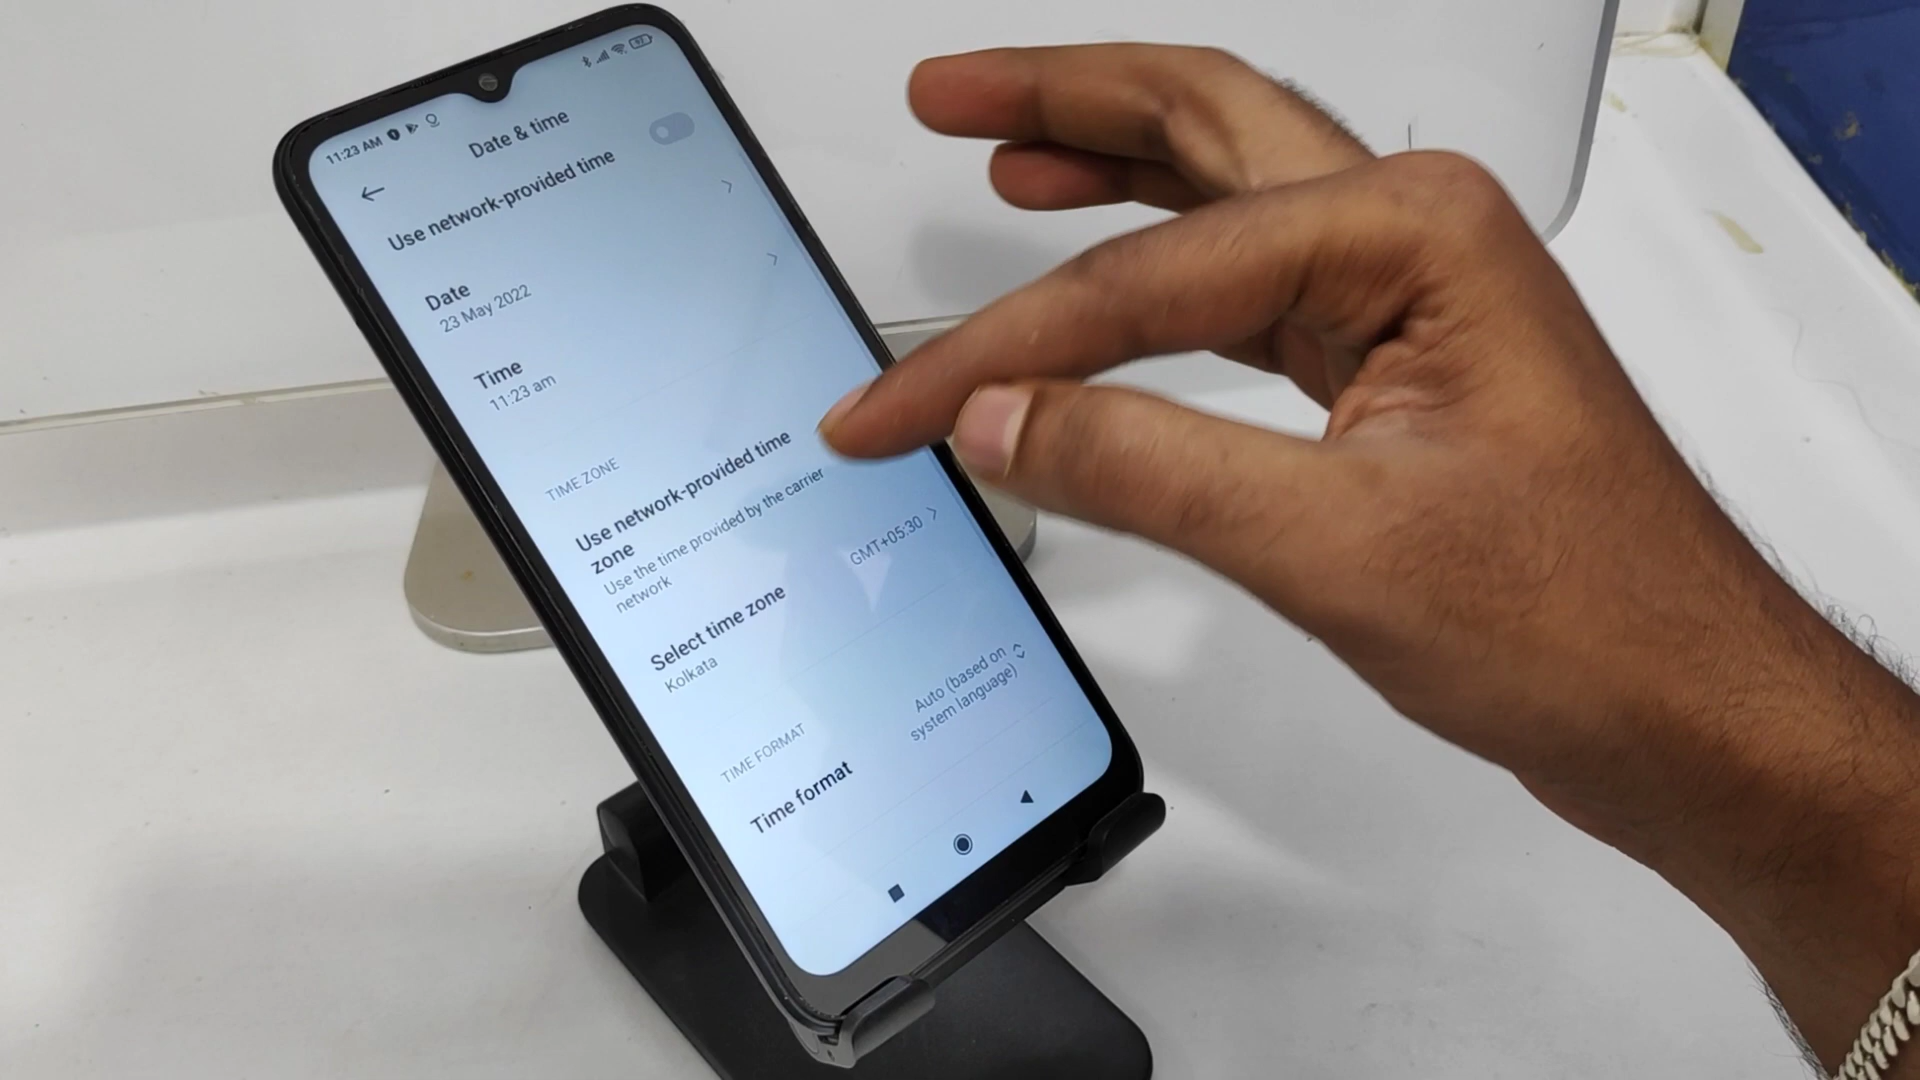 11:23 AM
92
Date & time
Use network-provided time
Date
23 May 2022
Time
11:23 am
TIME ZONE
Use network-provided time
zone
Use the time provided by the carrier
network
Select time zone
Kolkata
GMT+05:30
TIME FORMAT
Time format
Auto (based on
system language)